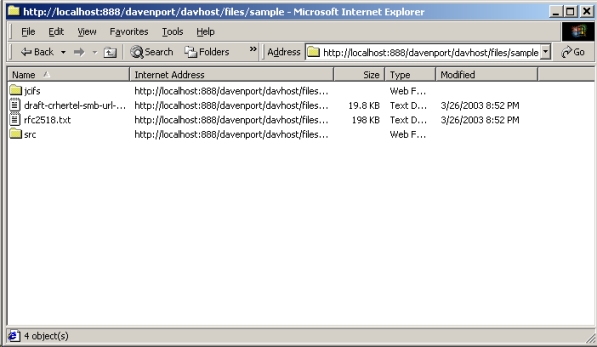 http://localhost:888/davenport/davhost/files/sample - Microsoft Internet Explorer
File Edit View Favorites Tools Help
Back Search Folders » Address http://localhost:888/davenport/davhost/files/sample Go
Name Internet Address Size Type Modified
jcifs http://localhost:888/davenport/davhost/files... Web F...
draft-crhertel-smb-url-... http://localhost:888/davenport/davhost/files... 19.8 KB Text D... 3/26/2003 8:52 PM
rfc2518.txt http://localhost:888/davenport/davhost/files... 198 KB Text D... 3/26/2003 8:52 PM
src http://localhost:888/davenport/davhost/files... Web F...
4 object(s)